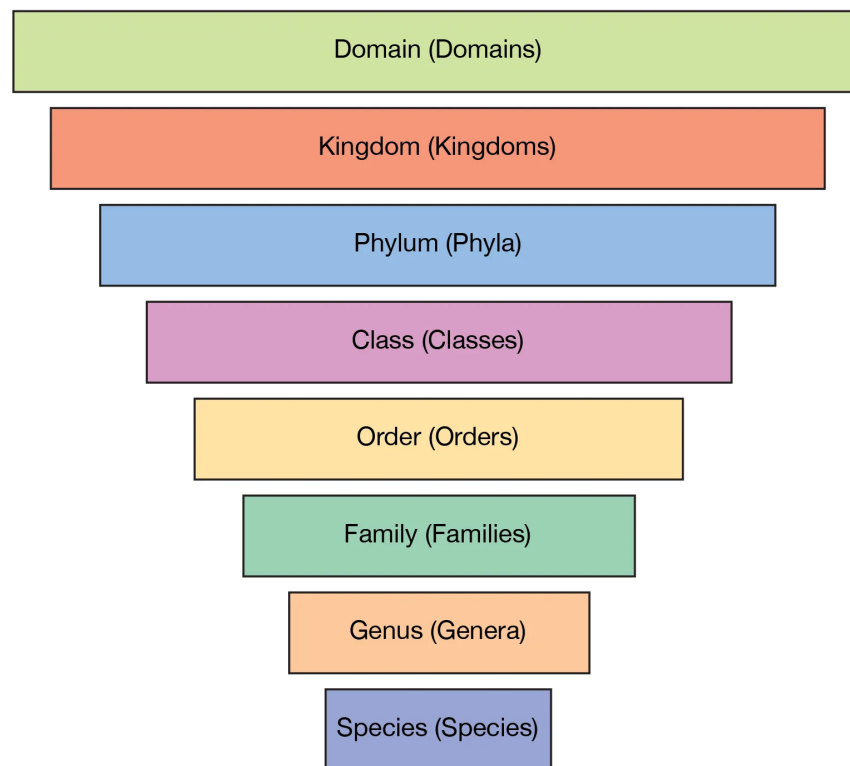 Domain (Domains)
Kingdom (Kingdoms)
Phylum (Phyla)
Class (Classes)
Order (Orders)
Family (Families)
Genus (Genera)
Species (Species)